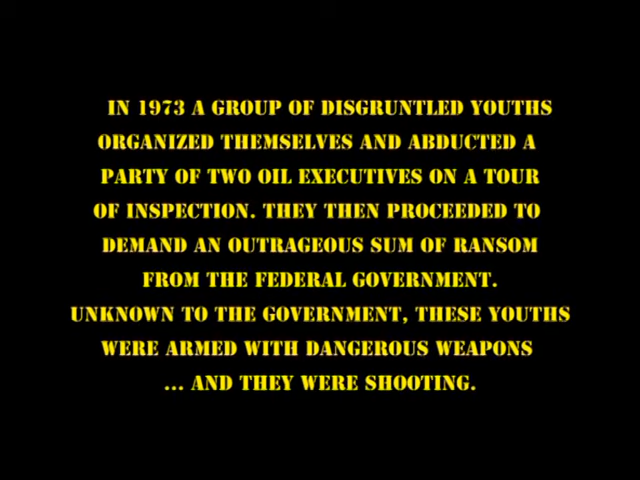 IN 1973 A GROUP OF DISGRUNTLED YOUTHS
ORGANIZED THEMSELVES AND ABDUCTED A
PARTY OF TWO OIL EXECUTIVES ON A TOUR
OF INSPECTION. THEY THEN PROCEEDED TO
DEMAND AN OUTRAGEOUS SUM OF RANSOM
FROM THE FEDERAL GOVERNMENT.
UNKNOWN TO THE GOVERNMENT, THESE YOUTHS
WERE ARMED WITH DANGEROUS WEAPONS
... AND THEY WERE SHOOTING.